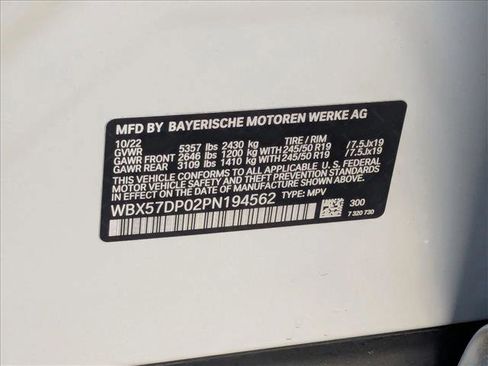 MFD BY BAYERISCHE MOTOREN WERKE AG
10/22 5357 lbs 2430 kg TIRE / RIM
GVWR
GAWR FRONT 2646 lbs 1200 kg WITH 245/50 R19 /7.5Jx19
GAWR REAR 3109 lbs 1410 kg WITH 245/50 R19 /7.5Jx19
THIS VEHICLE CONFORMS TO ALL APPLICABLE U.S. FEDERAL
MOTOR VEHICLE SAFETY AND THEFT PREVENTION STANDARDS
IN EFFECT ON THE DATE OF MANUFACTURE SHOWN ABOVE.
WBX57DP02PN194562 TYPE: MPV
300
7 320 730